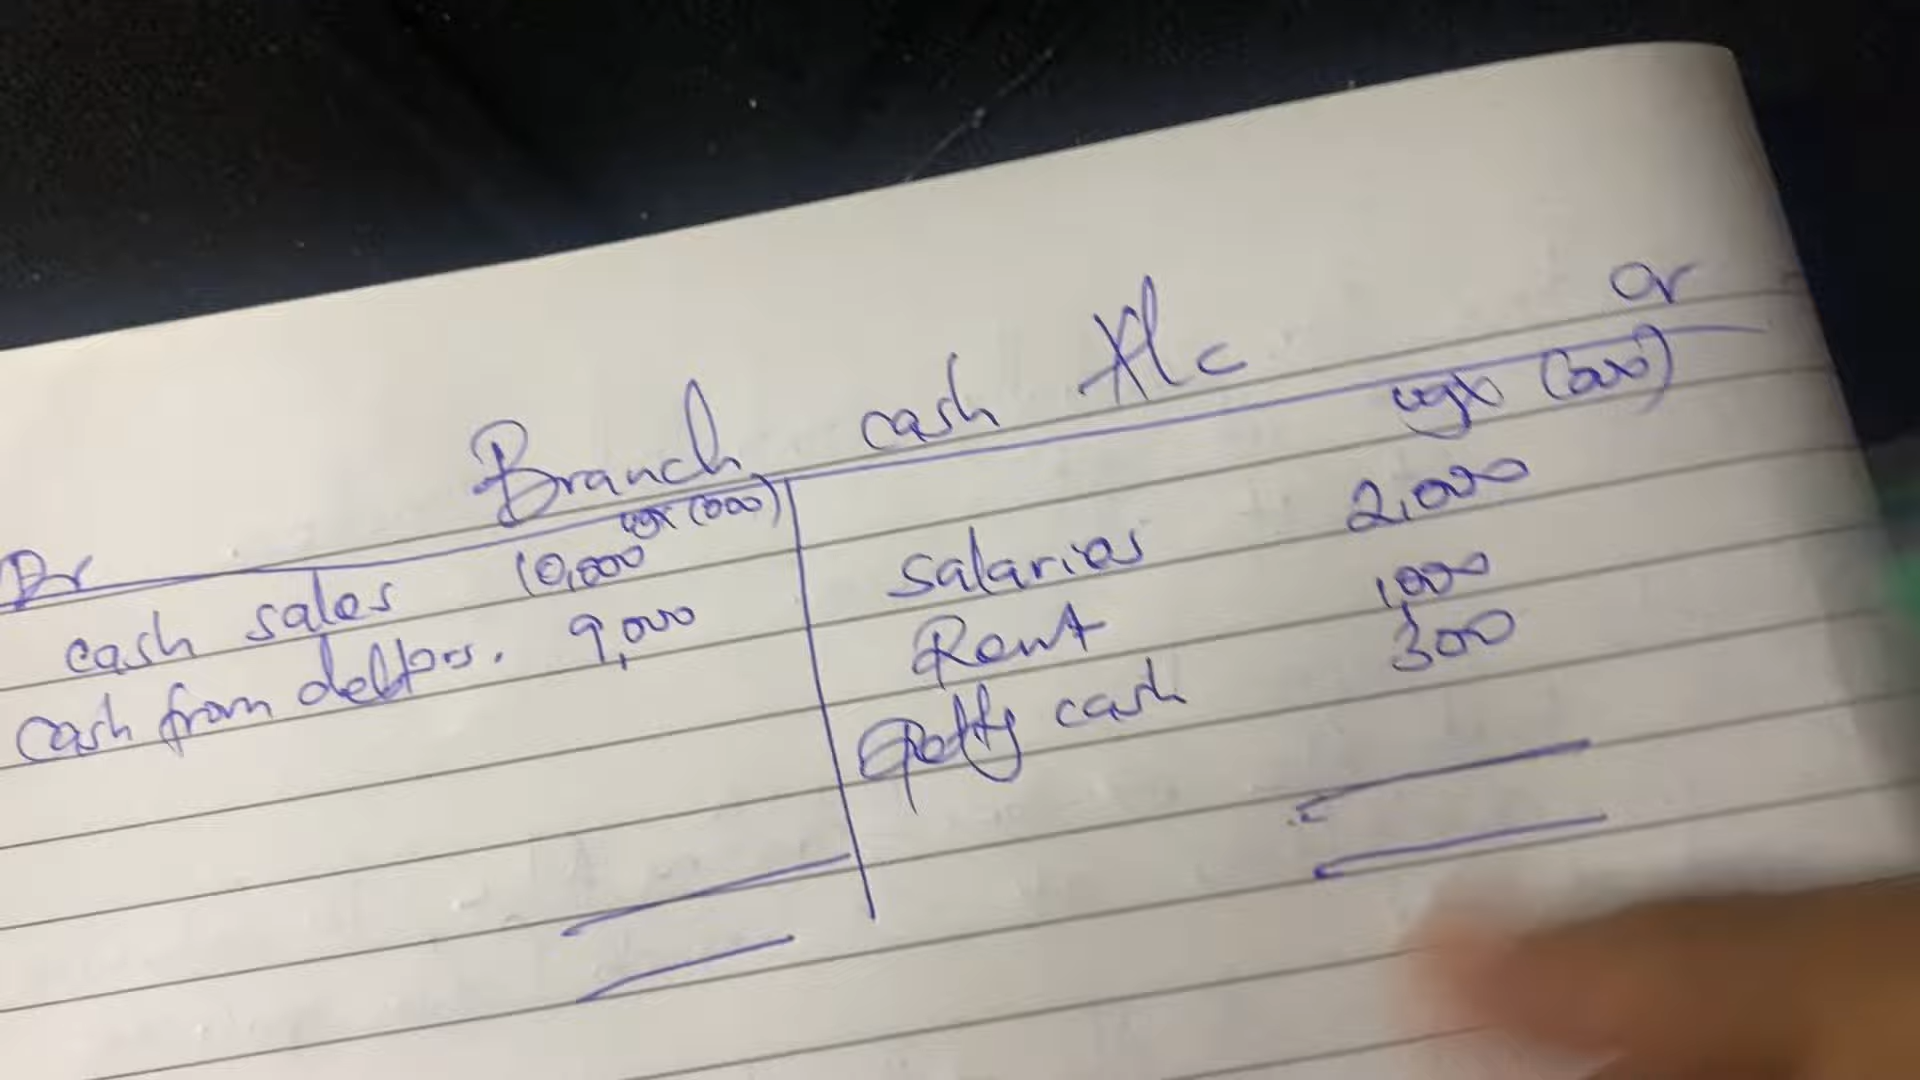 Branch cash A/c
Dr Cr
ugx (000) ugx (000)
cash sales 10,000 Salaries 2,000
cash from debtors. 9,000 Rent 1,000
Petty cash 300